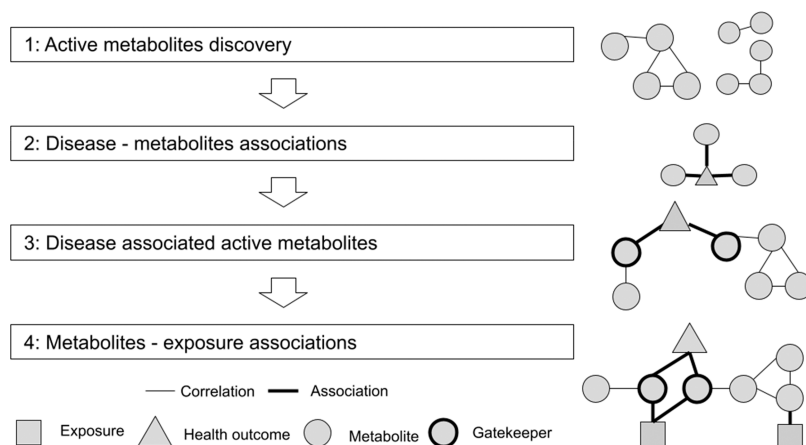 1: Active metabolites discovery
2: Disease - metabolites associations
3: Disease associated active metabolites
4: Metabolites - exposure associations
Correlation Association
Exposure Health outcome Metabolite Gatekeeper